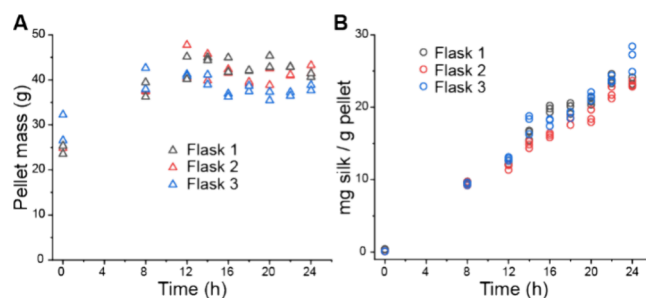 A
Pellet mass (g)
50
40
30
20
10
0
Flask 1
Flask 2
Flask 3
0 4 8 12 16 20 24
Time (h)
B
mg silk / g pellet
30
20
10
0
Flask 1
Flask 2
Flask 3
0 4 8 12 16 20 24
Time (h)